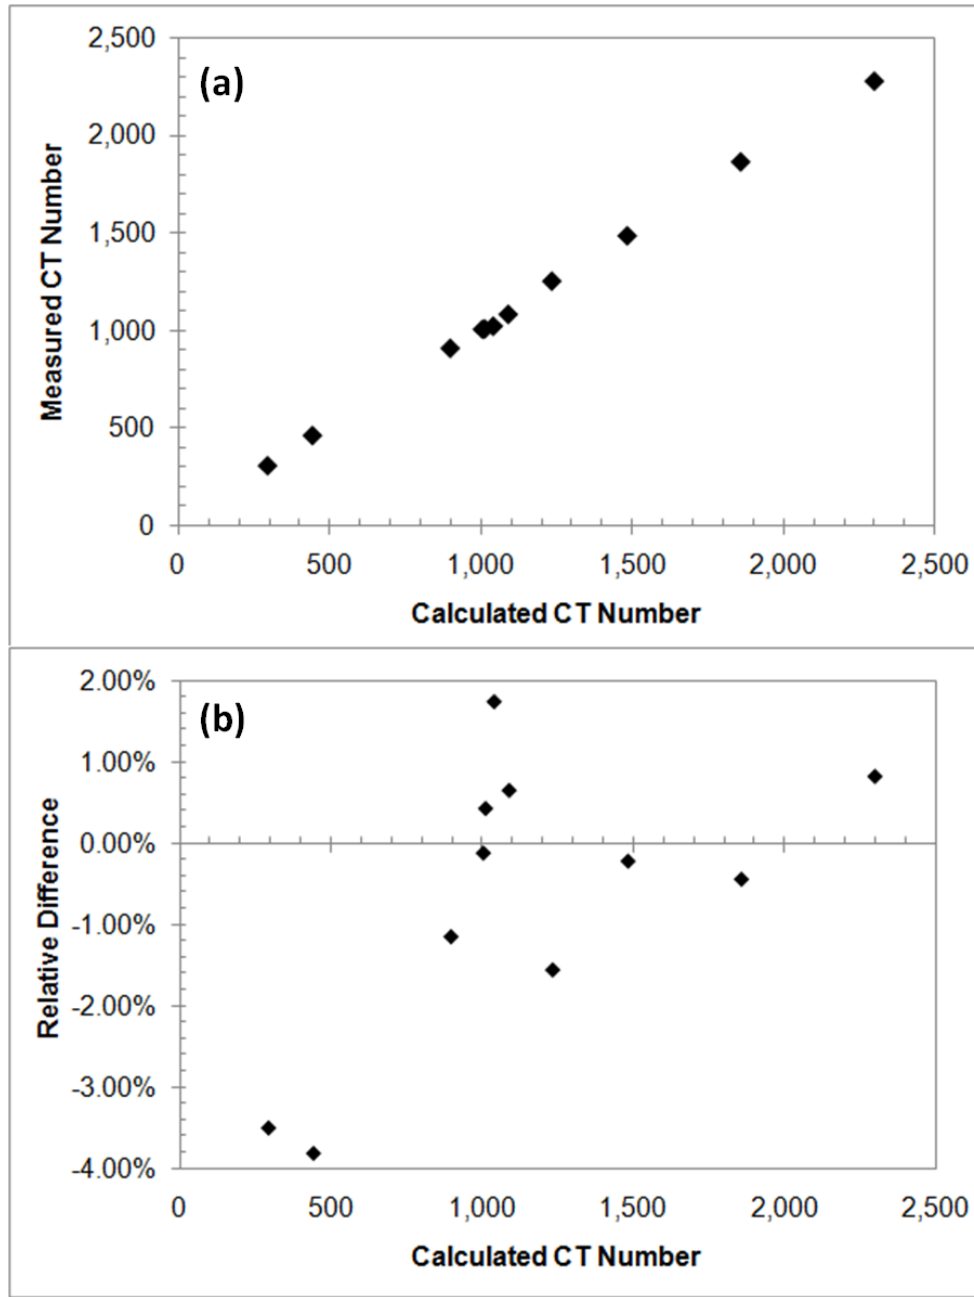 (a)
Measured CT Number
2,500
2,000
1,500
1,000
500
0
0 500 1,000 1,500 2,000 2,500
Calculated CT Number
(b)
Relative Difference
2.00%
1.00%
0.00%
-1.00%
-2.00%
-3.00%
-4.00%
0 500 1,000 1,500 2,000 2,500
Calculated CT Number